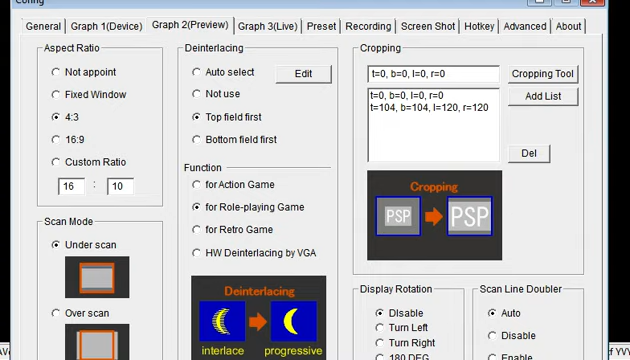 Config
General
Graph 1(Device)
Graph 2(Preview)
Graph 3(Live)
Preset
Recording
Screen Shot
Hotkey
Advanced
About
Aspect Ratio
Not appoint
Fixed Window
4:3
16:9
Custom Ratio
16 : 10
Scan Mode
Under scan
Over scan
Deinterlacing
Auto select
Edit
Not use
Top field first
Bottom field first
Function
for Action Game
for Role-playing Game
for Retro Game
HW Deinterlacing by VGA
Deinterlacing
interlace
progressive
Cropping
t=0, b=0, l=0, r=0
Cropping Tool
t=0, b=0, l=0, r=0
t=104, b=104, l=120, r=120
Add List
Del
Cropping
PSP
PSP
Display Rotation
DIsable
Turn Left
Turn Right
180 DEG
Scan Line Doubler
Auto
Disable
Enable